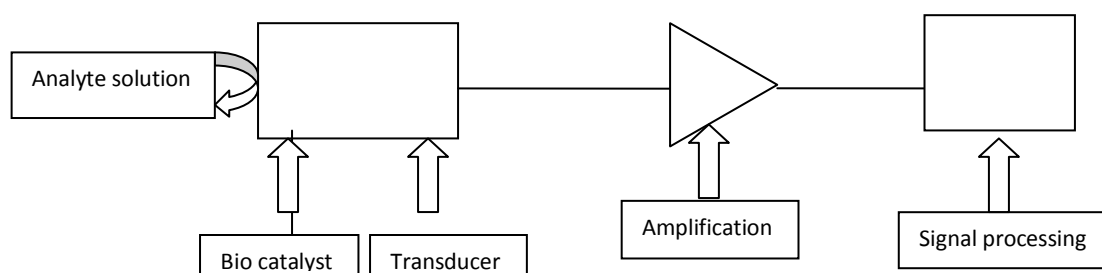 Analyte solution
Amplification
Signal processing
Bio catalyst
Transducer